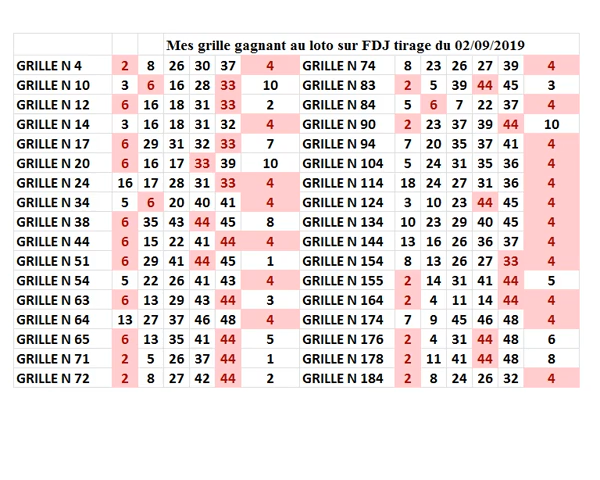 Mes grille gagnant au loto sur FDJ tirage du 02/09/2019
GRILLE N 4 2 8 26 30 37 4 GRILLE N 74 8 23 26 27 39 4
GRILLE N 10 3 6 16 28 33 10 GRILLE N 83 2 5 39 44 45 3
GRILLE N 12 6 16 18 31 33 2 GRILLE N 84 5 6 7 22 37 4
GRILLE N 14 3 16 18 31 32 4 GRILLE N 90 2 23 37 39 44 10
GRILLE N 17 6 29 31 32 33 7 GRILLE N 94 7 20 35 37 41 4
GRILLE N 20 6 16 17 33 39 10 GRILLE N 104 5 24 31 35 36 4
GRILLE N 24 16 17 28 31 33 4 GRILLE N 114 18 24 27 31 36 4
GRILLE N 34 5 6 20 40 41 4 GRILLE N 124 3 10 23 44 45 4
GRILLE N 38 6 35 43 44 45 8 GRILLE N 134 10 23 29 40 45 4
GRILLE N 44 6 15 22 41 44 4 GRILLE N 144 13 16 26 36 37 4
GRILLE N 51 6 29 41 44 45 1 GRILLE N 154 8 13 26 27 33 4
GRILLE N 54 5 22 26 41 43 4 GRILLE N 155 2 14 31 41 44 5
GRILLE N 63 6 13 29 43 44 3 GRILLE N 164 2 4 11 14 44 4
GRILLE N 64 13 27 37 46 48 4 GRILLE N 174 7 9 45 46 48 4
GRILLE N 65 6 13 35 41 44 5 GRILLE N 176 2 4 31 44 48 6
GRILLE N 71 2 5 26 37 44 1 GRILLE N 178 2 11 41 44 48 8
GRILLE N 72 2 8 27 42 44 2 GRILLE N 184 2 8 24 26 32 4